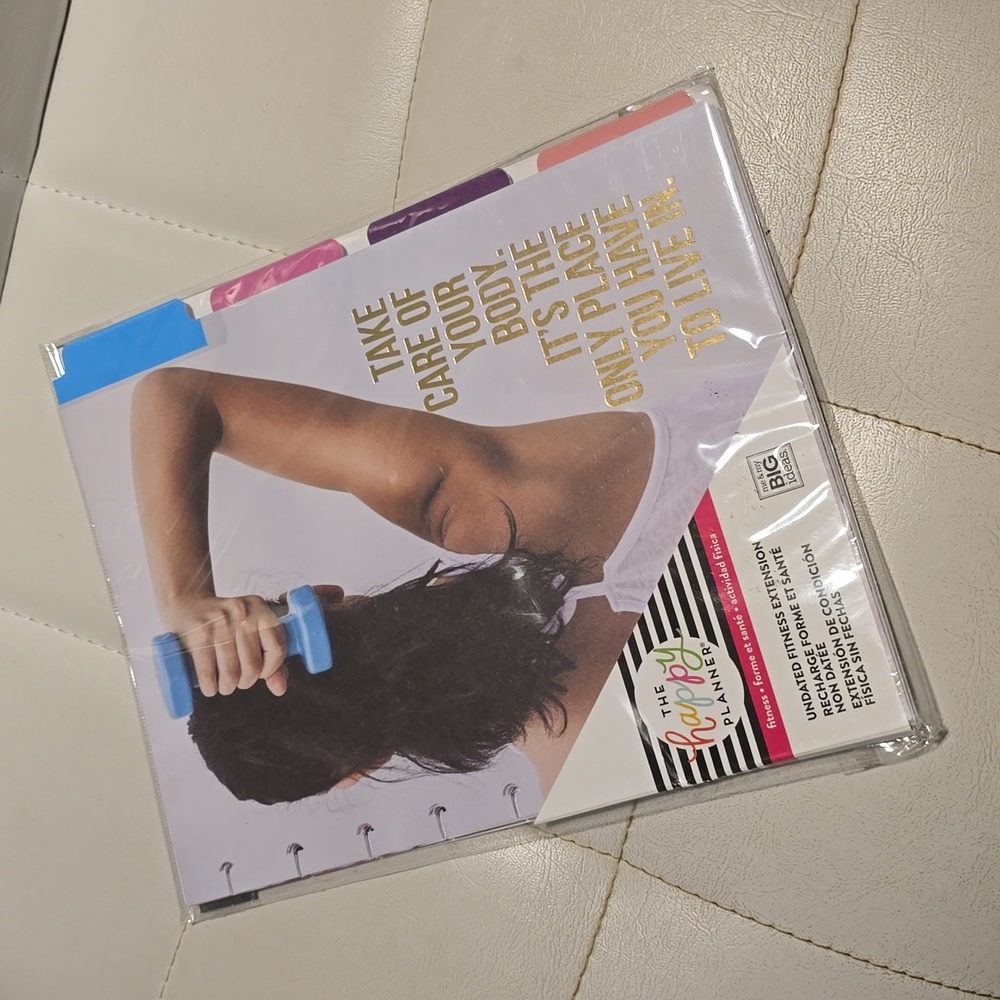 TAKE
CARE OF
YOUR
BODY.
IT'S THE
ONLY PLACE
YOU HAVE
TO LIVE IN.
me & my
BIG
ideas
THE
happy
PLANNER®
fitness • forme et santé • actividad física
UNDATED FITNESS EXTENSION
RECHARGE FORME ET SANTÉ
NON DATÉE
EXTENSIÓN DE CONDICIÓN
FÍSICA SIN FECHAS